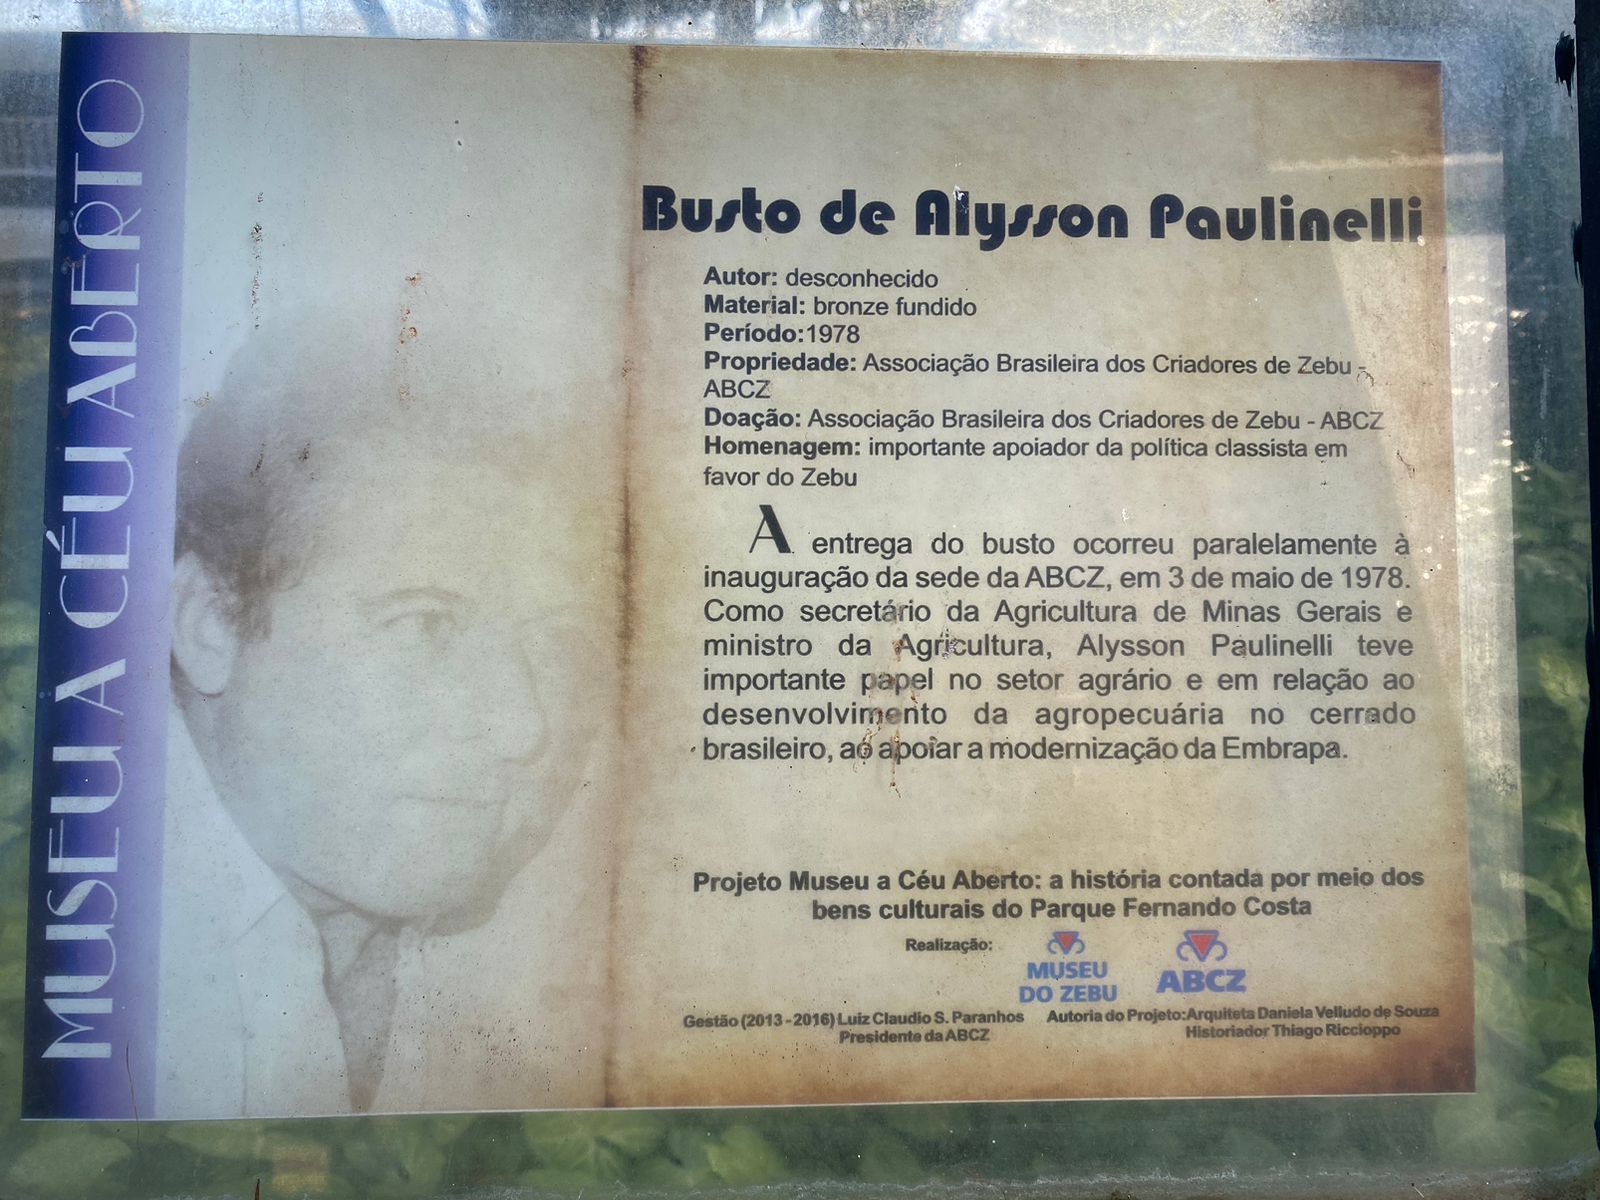 MUSEU A CÉU ABERTO
Busto de Alysson Paulinelli
Autor: desconhecido
Material: bronze fundido
Período:1978
Propriedade: Associação Brasileira dos Criadores de Zebu -
ABCZ
Doação: Associação Brasileira dos Criadores de Zebu - ABCZ
Homenagem: importante apoiador da política classista em
favor do Zebu
A entrega do busto ocorreu paralelamente à
inauguração da sede da ABCZ, em 3 de maio de 1978.
Como secretário da Agricultura de Minas Gerais e
ministro da Agricultura, Alysson Paulinelli teve
importante papel no setor agrário e em relação ao
desenvolvimento da agropecuária no cerrado
brasileiro, ao apoiar a modernização da Embrapa.
Projeto Museu a Céu Aberto: a história contada por meio dos
bens culturais do Parque Fernando Costa
Realização:
MUSEU
DO ZEBU
ABCZ
Gestão (2013 - 2016) Luiz Claudio S. Paranhos
Presidente da ABCZ
Autoria do Projeto:Arquiteta Daniela Velludo de Souza
Historiador Thiago Riccioppo